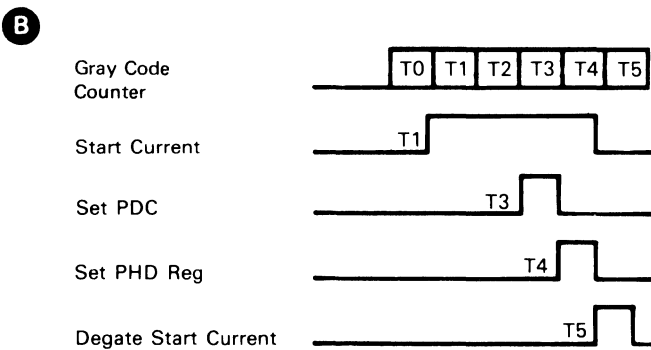 B
Gray Code
Counter
T0 T1 T2 T3 T4 T5
Start Current
T1
Set PDC
T3
Set PHD Reg
T4
Degate Start Current
T5